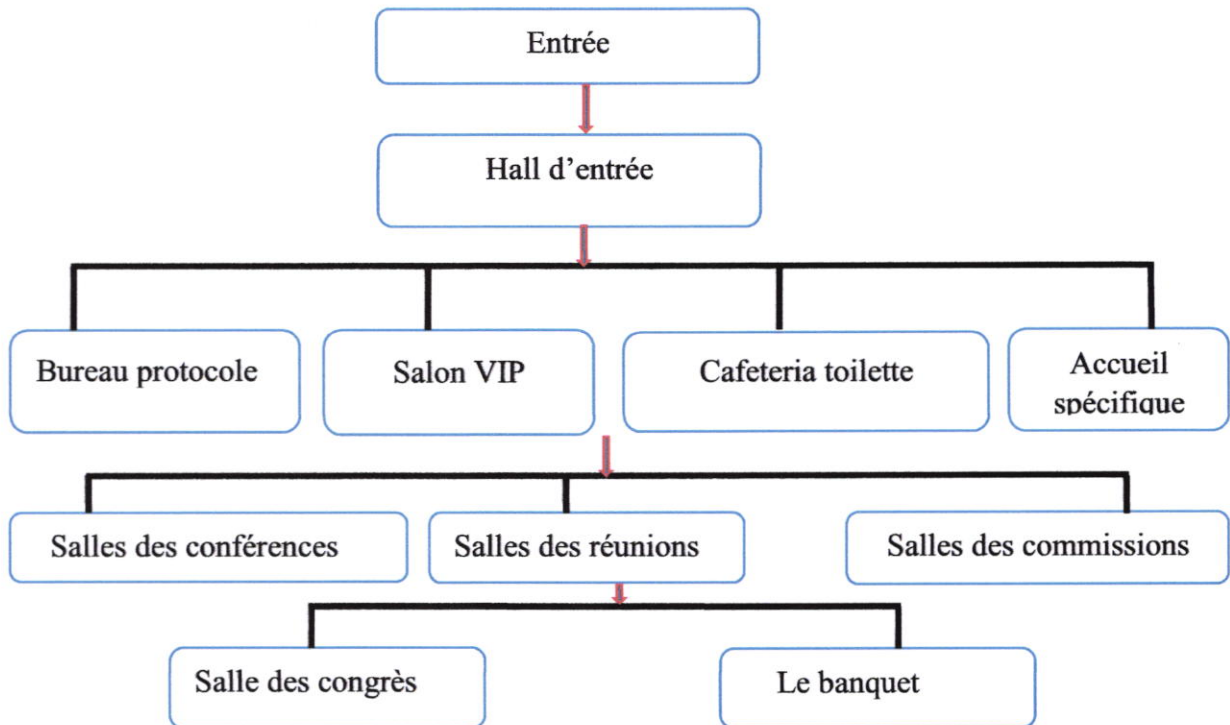 Entrée
Hall d’entrée
Bureau protocole
Salon VIP
Cafeteria toilette
Accueil
spécifique
Salles des conférences
Salles des réunions
Salles des commissions
Salle des congrès
Le banquet